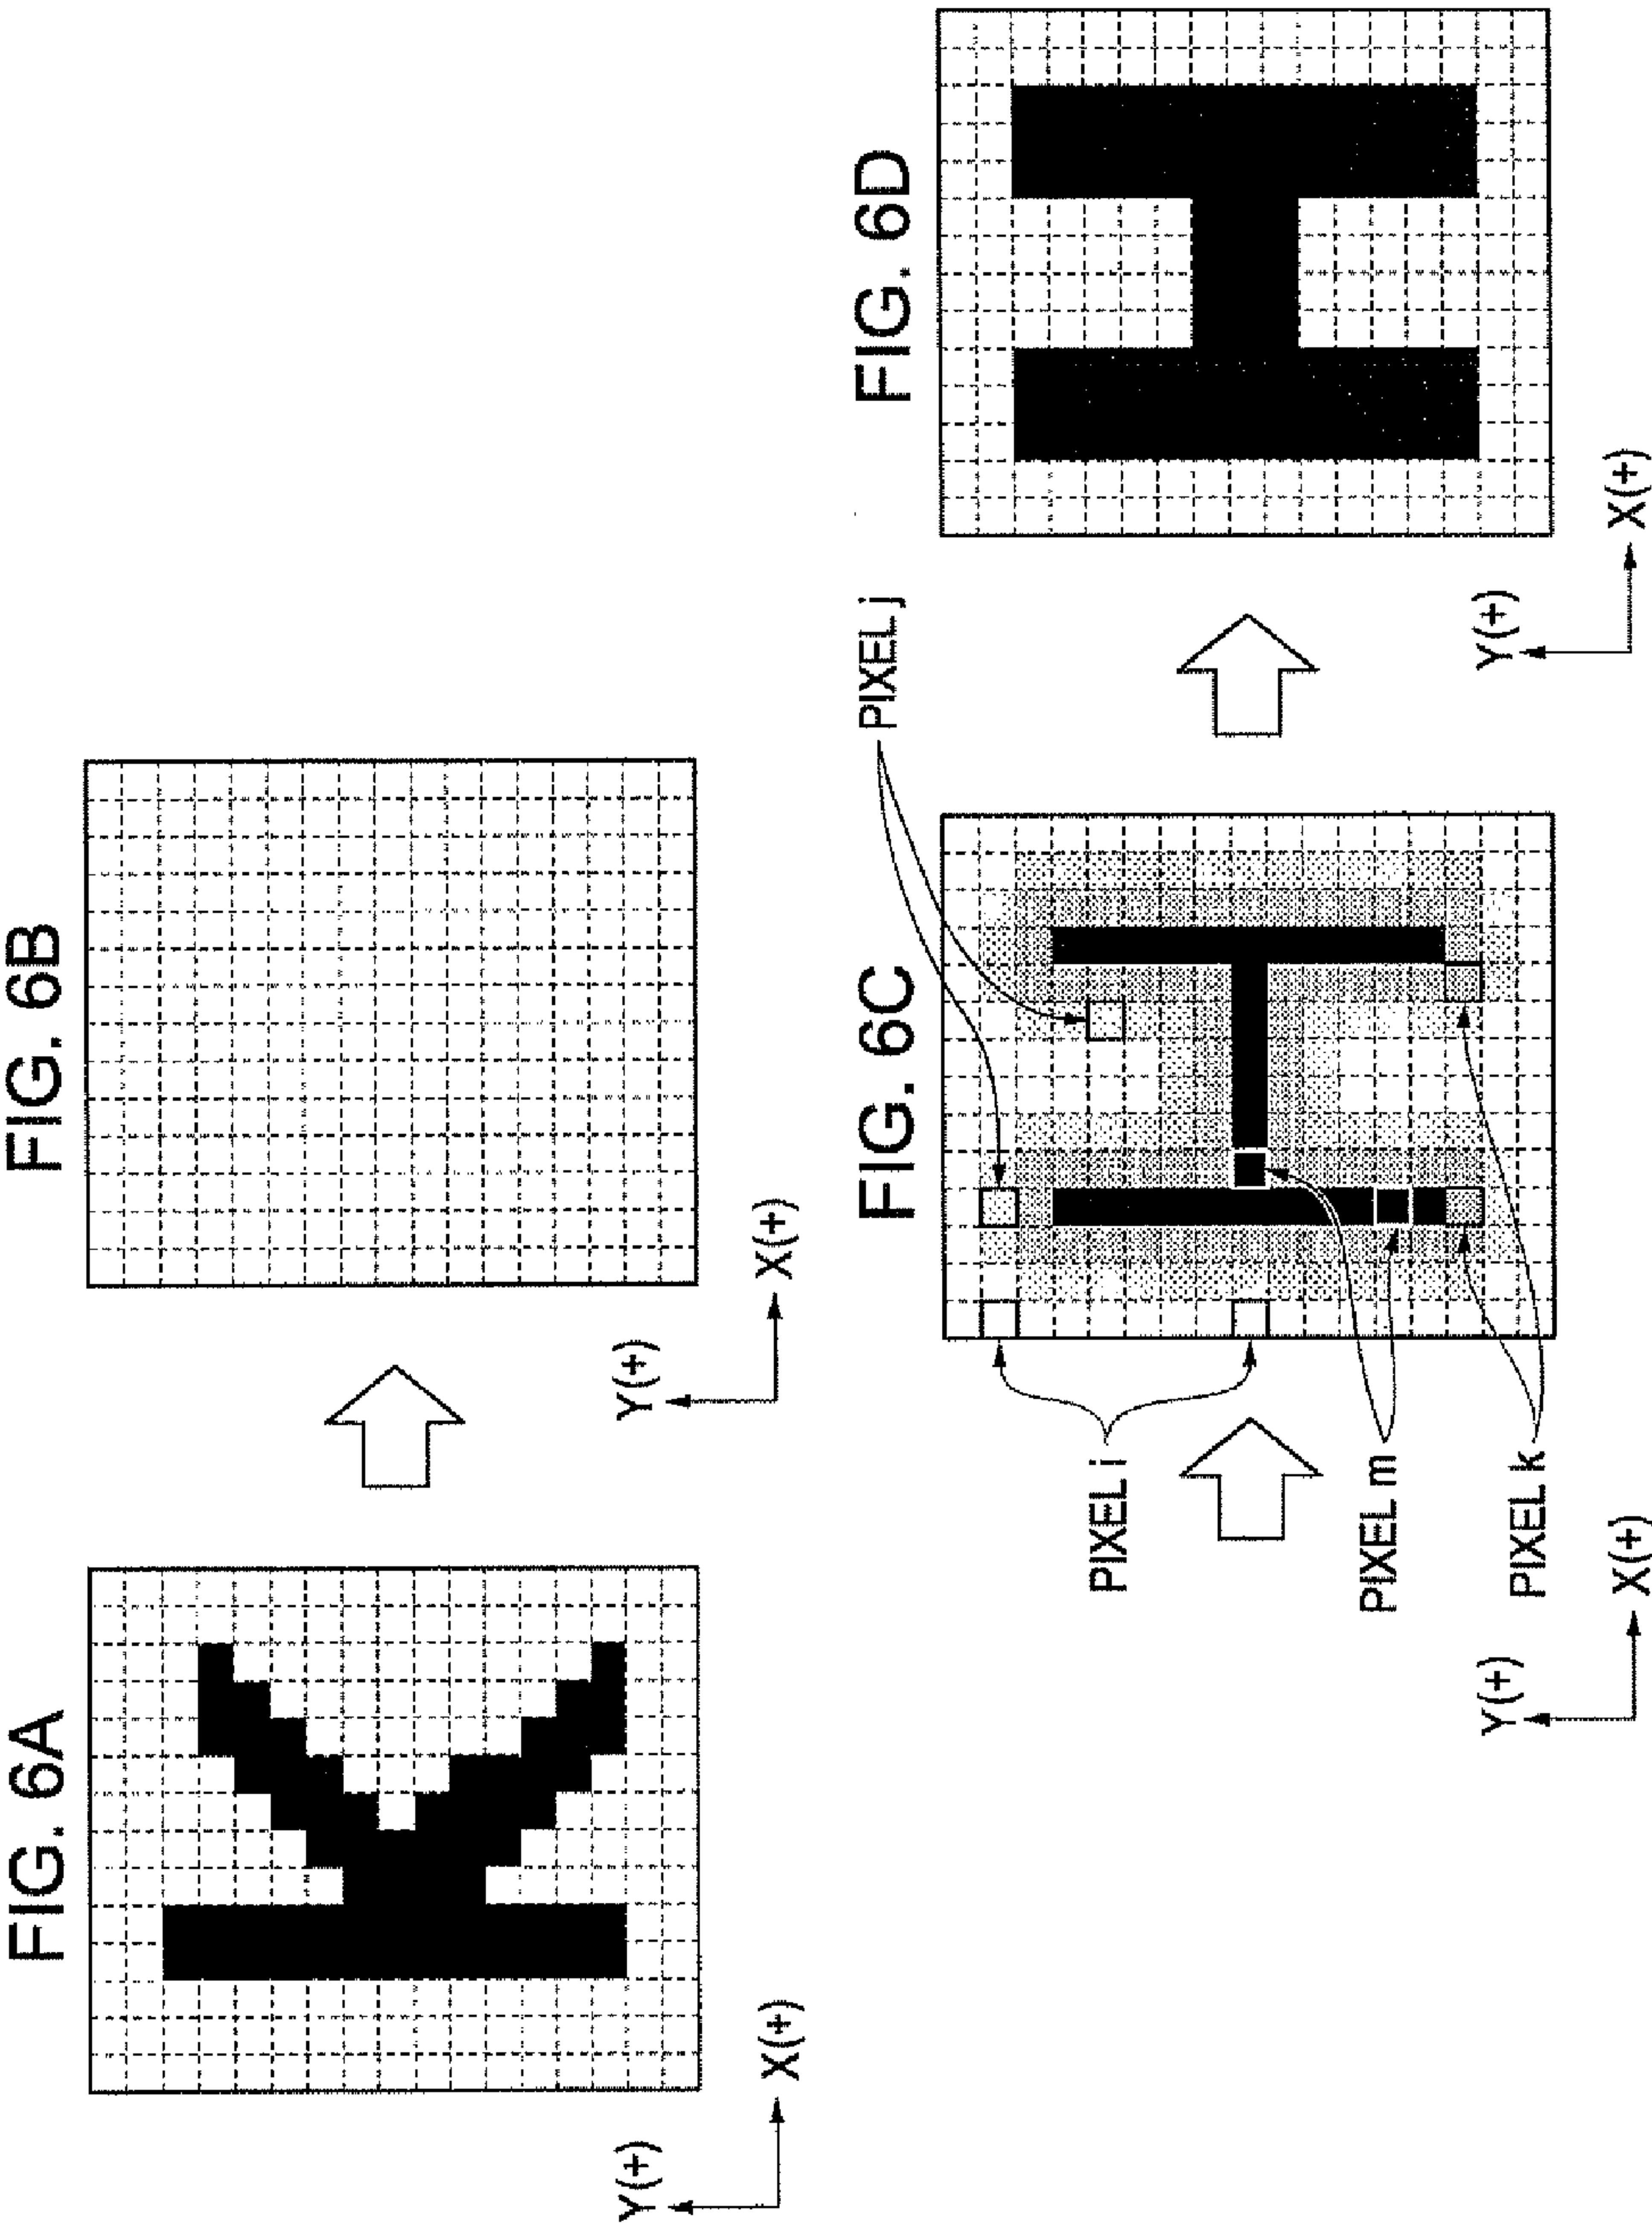 FIG. 6A
Y(+)
X(+)
FIG. 6B
Y(+)
X(+)
FIG. 6C
PIXEL i
PIXEL j
PIXEL m
PIXEL k
Y(+)
X(+)
FIG. 6D
Y(+)
X(+)